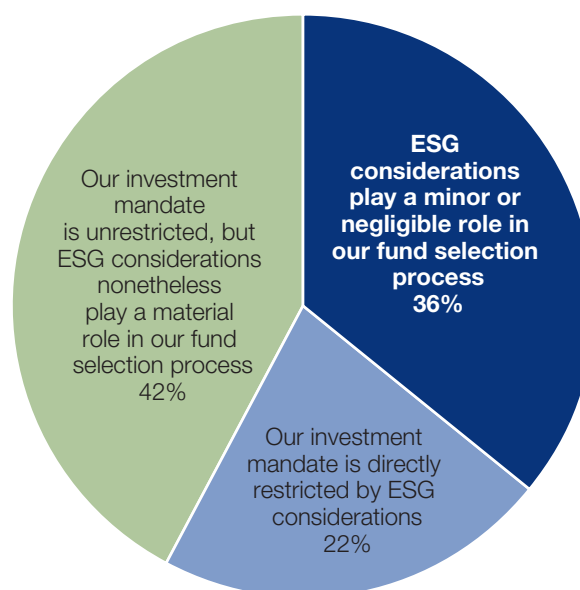 ESG
considerations
play a minor or
negligible role in
our fund selection
process
36%
Our investment
mandate
is unrestricted, but
ESG considerations
nonetheless
play a material
role in our fund
selection process
42%
Our investment
mandate is directly
restricted by ESG
considerations
22%